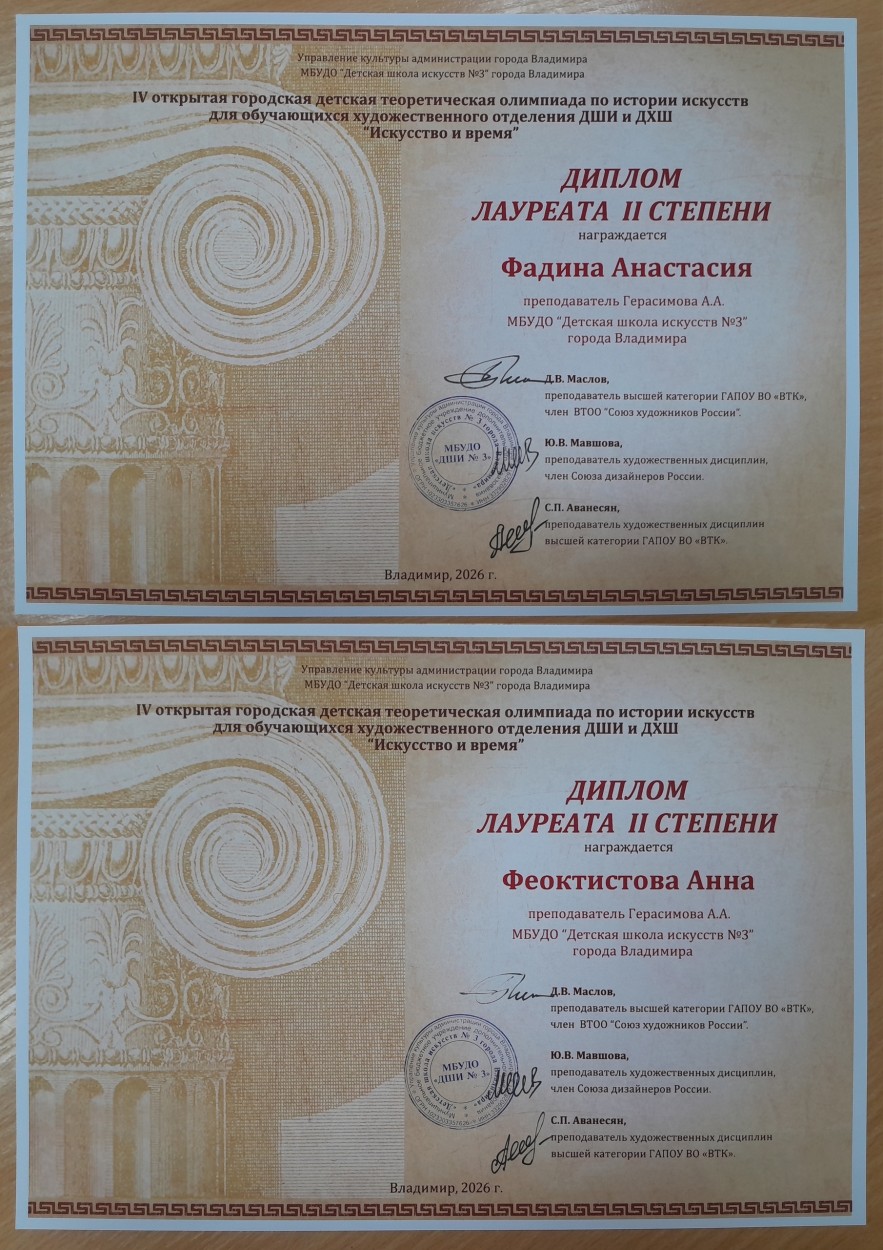 Управление культуры администрации города Владимира
МБУДО "Детская школа искусств №3" города Владимира
IV открытая городская детская теоретическая олимпиада по истории искусств
для обучающихся художественного отделения ДШИ и ДХШ
"Искусство и время"
ДИПЛОМ
ЛАУРЕАТА II СТЕПЕНИ
награждается
Фадина Анастасия
преподаватель Герасимова А.А.
МБУДО "Детская школа искусств №3"
города Владимира
Д.В. Маслов,
преподаватель высшей категории ГАПОУ ВО «ВТК»,
член ВТОО "Союз художников России".
МБУДО
«ДШИ № 3»
Ю.В. Мавшова,
преподаватель художественных дисциплин,
член Союза дизайнеров России.
С.П. Аванесян,
преподаватель художественных дисциплин
высшей категории ГАПОУ ВО «ВТК».
Владимир, 2026 г.
Управление культуры администрации города Владимира
МБУДО "Детская школа искусств №3" города Владимира
IV открытая городская детская теоретическая олимпиада по истории искусств
для обучающихся художественного отделения ДШИ и ДХШ
"Искусство и время"
ДИПЛОМ
ЛАУРЕАТА II СТЕПЕНИ
награждается
Феоктистова Анна
преподаватель Герасимова А.А.
МБУДО "Детская школа искусств №3"
города Владимира
Д.В. Маслов,
преподаватель высшей категории ГАПОУ ВО «ВТК»,
член ВТОО "Союз художников России".
МБУДО
«ДШИ № 3»
Ю.В. Мавшова,
преподаватель художественных дисциплин,
член Союза дизайнеров России.
С.П. Аванесян,
преподаватель художественных дисциплин
высшей категории ГАПОУ ВО «ВТК».
Владимир, 2026 г.